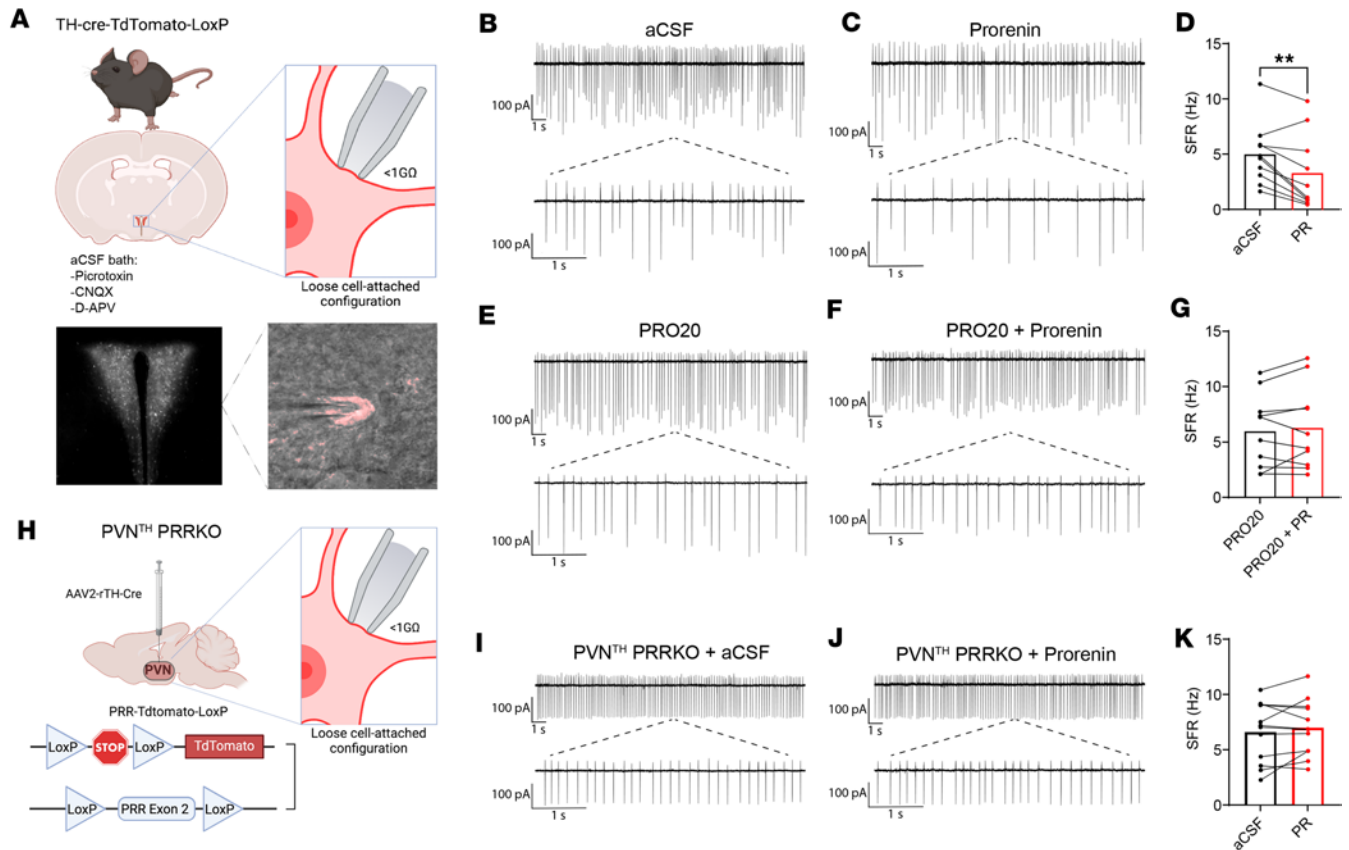 A
TH-cre-TdTomato-LoxP
<1GΩ
Loose cell-attached
configuration
aCSF bath:
-Picrotoxin
-CNQX
-D-APV
B
aCSF
100 pA
1 s
100 pA
1 s
C
Prorenin
100 pA
1 s
100 pA
1 s
D
**
SFR (Hz)
15
10
5
0
aCSF
PR
E
PRO20
100 pA
1 s
100 pA
1 s
F
PRO20 + Prorenin
100 pA
1 s
100 pA
1 s
G
SFR (Hz)
15
10
5
0
PRO20
PRO20 + PR
H
PVNᵀᴴ PRRKO
AAV2-rTH-Cre
PVN
<1GΩ
Loose cell-attached
configuration
PRR-Tdtomato-LoxP
LoxP STOP LoxP TdTomato
LoxP PRR Exon 2 LoxP
I
PVNᵀᴴ PRRKO + aCSF
100 pA
1 s
100 pA
1 s
J
PVNᵀᴴ PRRKO + Prorenin
100 pA
1 s
100 pA
1 s
K
SFR (Hz)
15
10
5
0
aCSF
PR